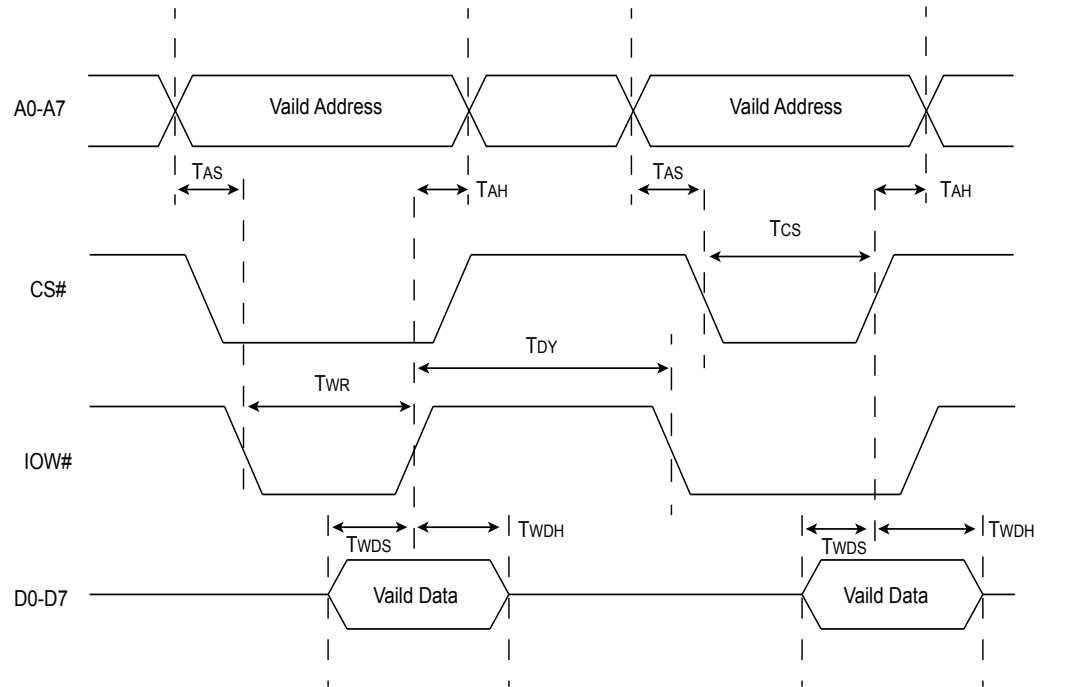 A0-A7
Vaild Address
Vaild Address
TAS
TAH
TAS
TAH
TCS
CS#
TDY
TWR
IOW#
TWDS
TWDH
TWDS
TWDH
D0-D7
Vaild Data
Vaild Data